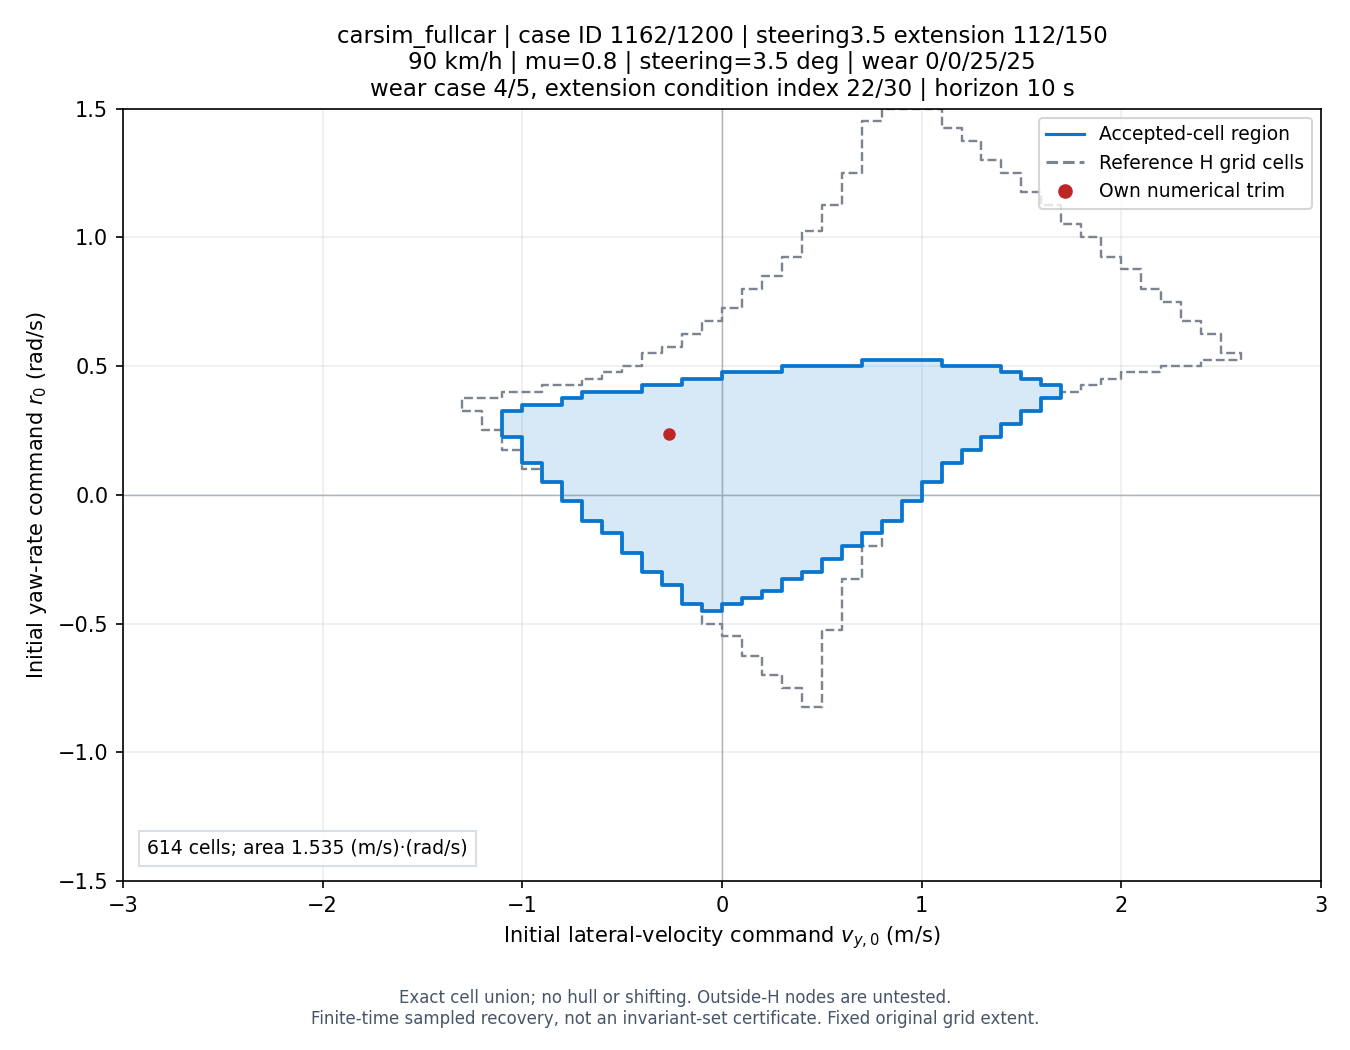 carsim_fullcar | case ID 1162/1200 | steering3.5 extension 112/150
90 km/h | mu=0.8 | steering=3.5 deg | wear 0/0/25/25
wear case 4/5, extension condition index 22/30 | horizon 10 s
Accepted-cell region
Reference H grid cells
Own numerical trim
1.5
1.0
0.5
0.0
−0.5
−1.0
−1.5
Initial yaw-rate command r0 (rad/s)
614 cells; area 1.535 (m/s)·(rad/s)
−3
−2
−1
0
1
2
3
Initial lateral-velocity command vy,0 (m/s)
Exact cell union; no hull or shifting. Outside-H nodes are untested.
Finite-time sampled recovery, not an invariant-set certificate. Fixed original grid extent.